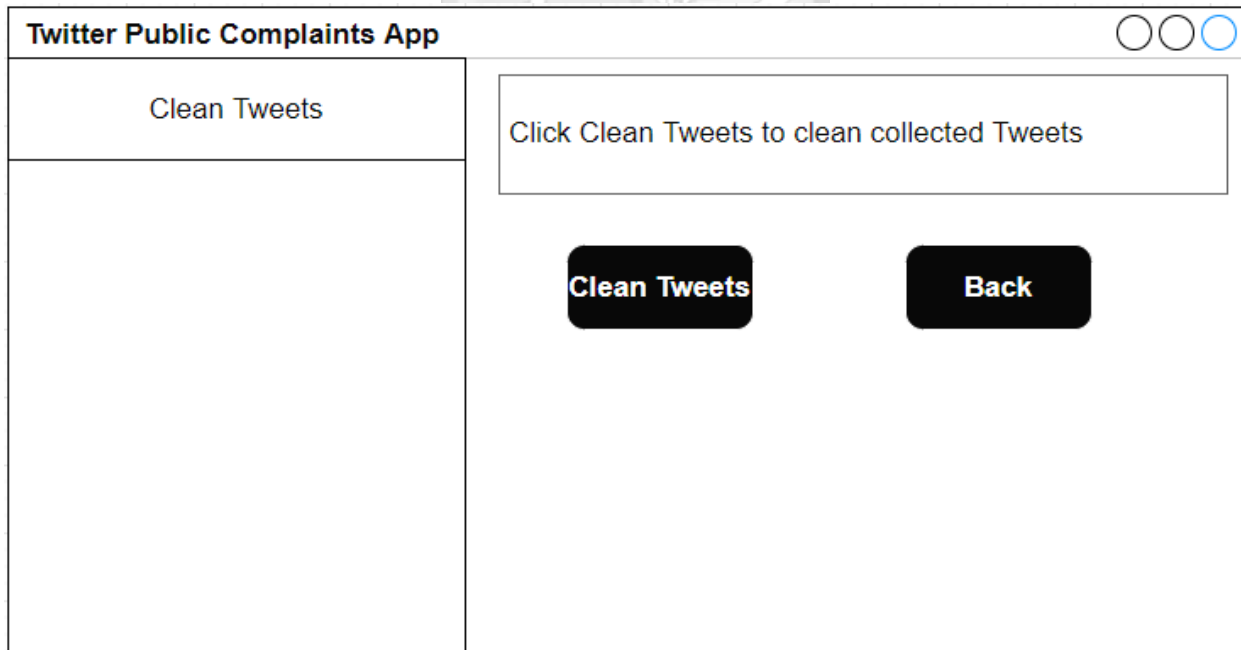 Twitter Public Complaints App
Clean Tweets
Click Clean Tweets to clean collected Tweets
Clean Tweets
Back